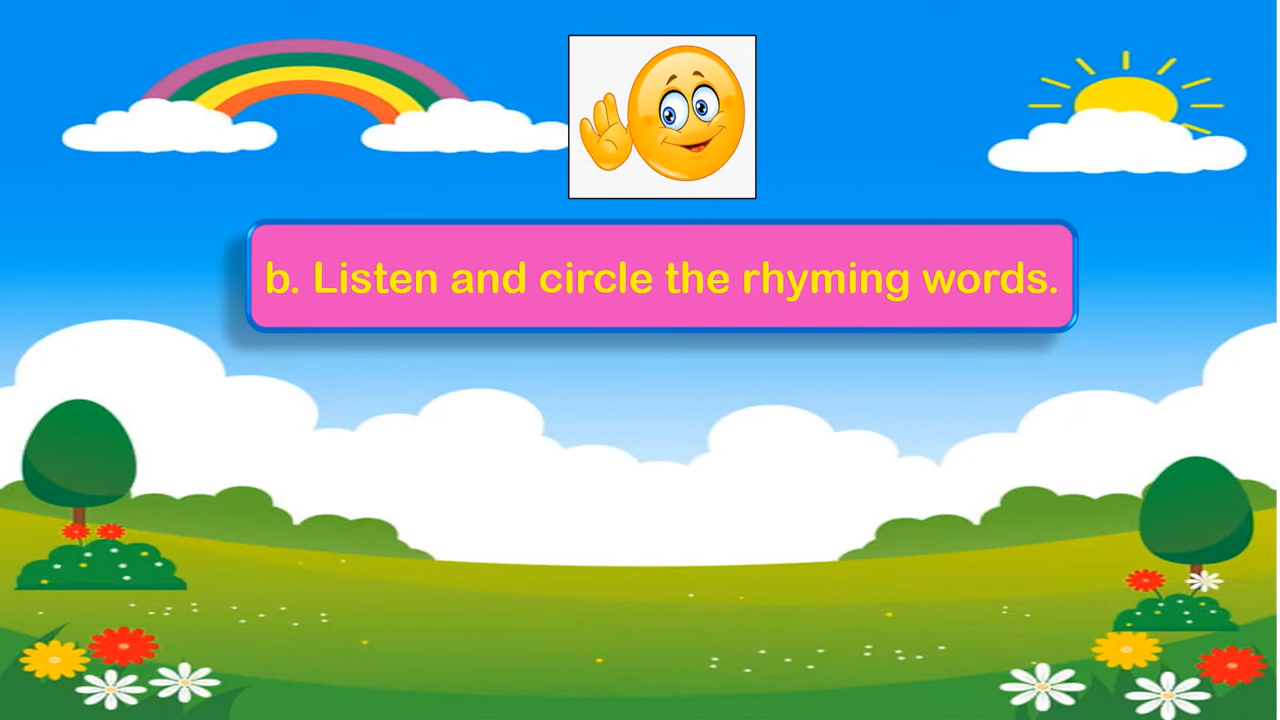 b. Listen and circle the rhyming words.